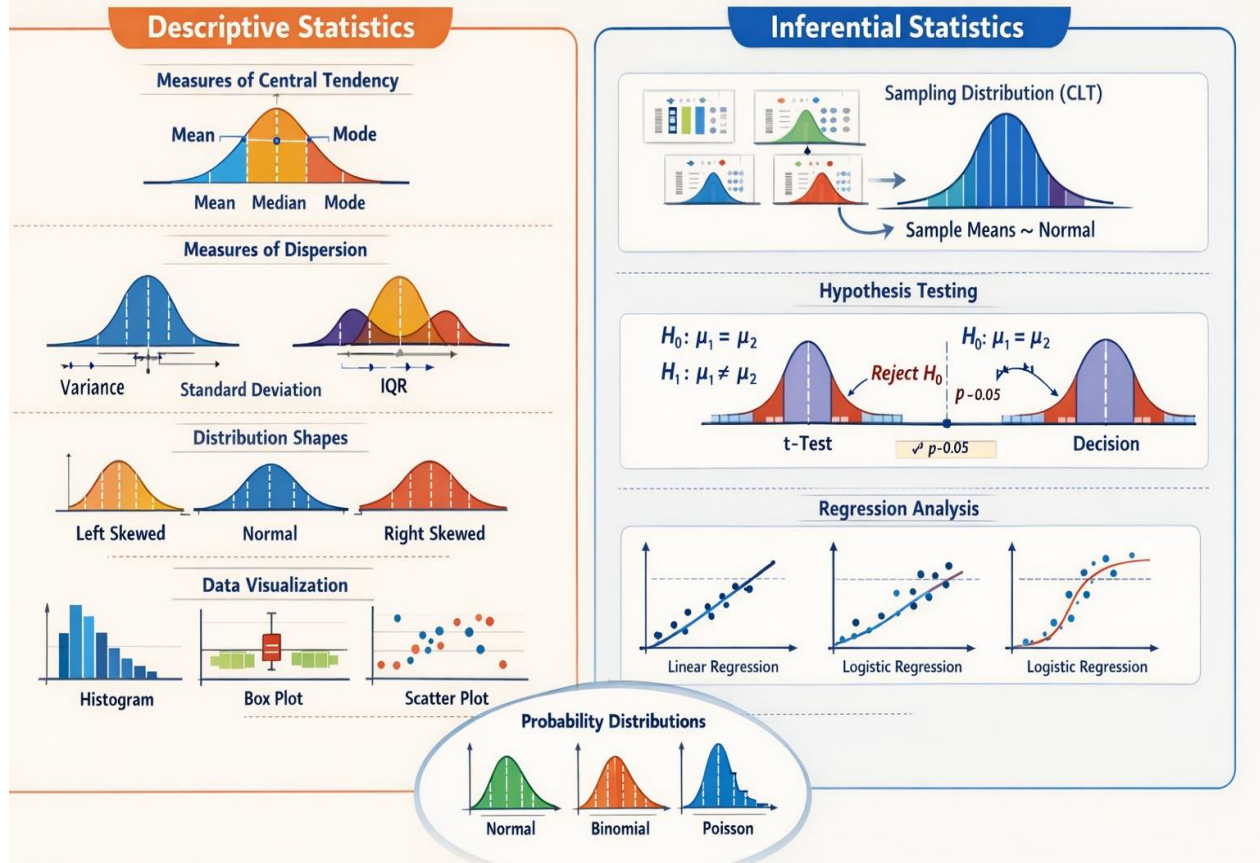 Descriptive Statistics
Measures of Central Tendency
Mean
Mode
Mean Median Mode
Measures of Dispersion
Variance
Standard Deviation
IQR
Distribution Shapes
Left Skewed
Normal
Right Skewed
Data Visualization
Histogram
Box Plot
Scatter Plot
Inferential Statistics
Sampling Distribution (CLT)
Sample Means ~ Normal
Hypothesis Testing
H₀: μ₁ = μ₂
H₁: μ₁ ≠ μ₂
Reject H₀
H₀: μ₁ = μ₂
p-0.05
t-Test
✓ p-0.05
Decision
Regression Analysis
Linear Regression
Logistic Regression
Logistic Regression
Probability Distributions
Normal
Binomial
Poisson